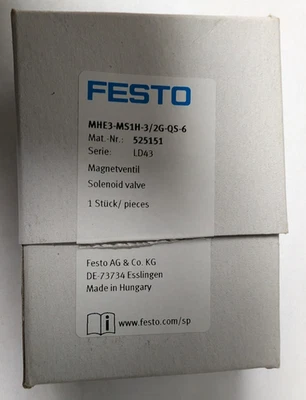 FESTO
MHE3-MS1H-3/2G-QS-6
Mat.-Nr.: 525151
Serie: LD43
Magnetventil
Solenoid valve
1 Stück/ pieces
Festo AG & Co. KG
DE-73734 Esslingen
Made in Hungary
www.festo.com/sp